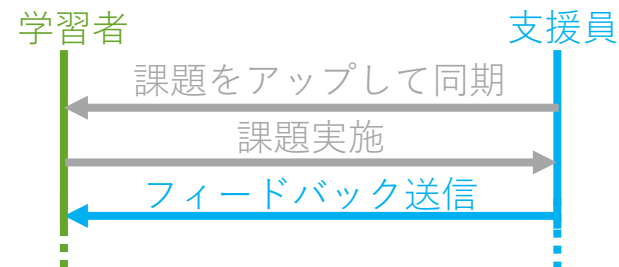 学習者
支援員
課題をアップして同期
課題実施
フィードバック送信